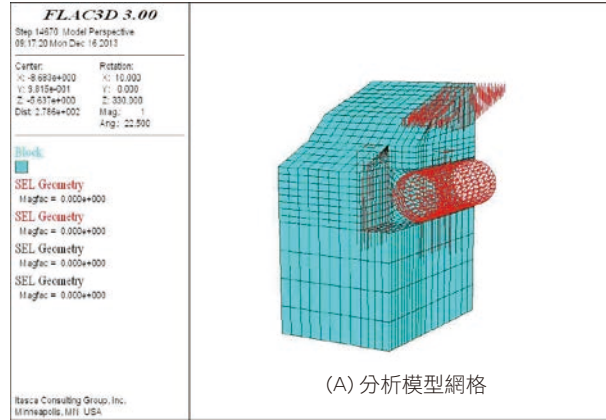 FLAC3D 3.00
Step 14670 Model Perspective
09:17:20 Mon Dec 16 2013
Center:
X: -8.683e+000
Y: 9.815e-001
Z: -5.637e+000
Dist: 2.786e+002
Rotation:
X: 10.000
Y: 0.000
Z: 330.000
Mag.: 1
Ang.: 22.500
Block
SEL Geometry
Magfac = 0.000e+000
SEL Geometry
Magfac = 0.000e+000
SEL Geometry
Magfac = 0.000e+000
SEL Geometry
Magfac = 0.000e+000
Itasca Consulting Group, Inc.
Minneapolis, MN USA
(A) 分析模型網格